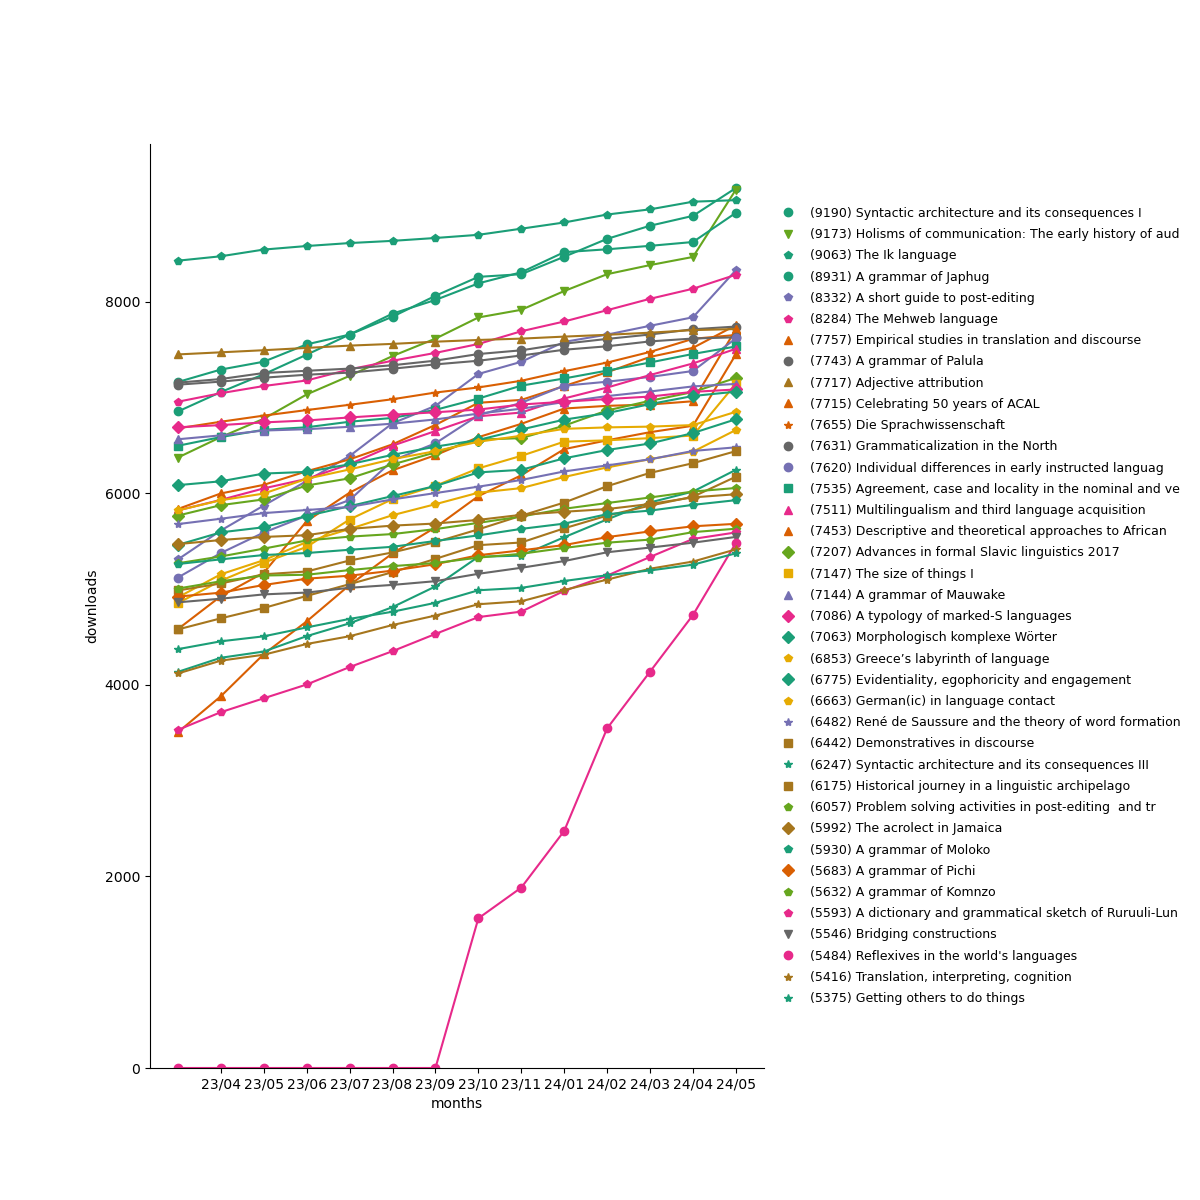 8000
6000
4000
2000
0
downloads
23/04 23/05 23/06 23/07 23/08 23/09 23/10 23/11 24/01 24/02 24/03 24/04 24/05
months
(9190) Syntactic architecture and its consequences I
(9173) Holisms of communication: The early history of aud
(9063) The Ik language
(8931) A grammar of Japhug
(8332) A short guide to post-editing
(8284) The Mehweb language
(7757) Empirical studies in translation and discourse
(7743) A grammar of Palula
(7717) Adjective attribution
(7715) Celebrating 50 years of ACAL
(7655) Die Sprachwissenschaft
(7631) Grammaticalization in the North
(7620) Individual differences in early instructed languag
(7535) Agreement, case and locality in the nominal and ve
(7511) Multilingualism and third language acquisition
(7453) Descriptive and theoretical approaches to African
(7207) Advances in formal Slavic linguistics 2017
(7147) The size of things I
(7144) A grammar of Mauwake
(7086) A typology of marked-S languages
(7063) Morphologisch komplexe Wörter
(6853) Greece’s labyrinth of language
(6775) Evidentiality, egophoricity and engagement
(6663) German(ic) in language contact
(6482) René de Saussure and the theory of word formation
(6442) Demonstratives in discourse
(6247) Syntactic architecture and its consequences III
(6175) Historical journey in a linguistic archipelago
(6057) Problem solving activities in post-editing  and tr
(5992) The acrolect in Jamaica
(5930) A grammar of Moloko
(5683) A grammar of Pichi
(5632) A grammar of Komnzo
(5593) A dictionary and grammatical sketch of Ruruuli-Lun
(5546) Bridging constructions
(5484) Reflexives in the world's languages
(5416) Translation, interpreting, cognition
(5375) Getting others to do things